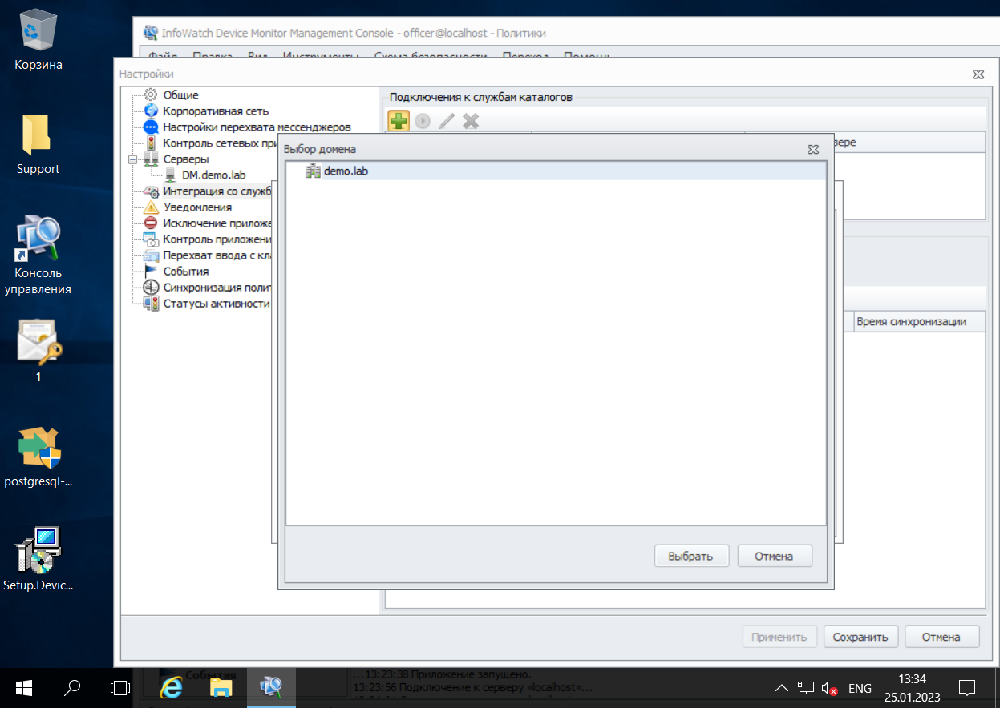 Корзина
Support
Консоль
управления
1
postgresql-...
Setup.Devic...
InfoWatch Device Monitor Management Console - officer@localhost - Политики
Файл Правка Вид Инструменты Схема безопасности Переход Помощь
Настройки
Общие
Корпоративная сеть
Настройки перехвата мессенджеров
Контроль сетевых при
Серверы
DM.demo.lab
Интеграция со служб
Уведомления
Исключение приложе
Контроль приложени
Перехват ввода с кла
События
Синхронизация полит
Статусы активности
Подключения к службам каталогов
вере
Время синхронизации
Выбор домена
demo.lab
Выбрать Отмена
Применить Сохранить Отмена
События
...13:23:38 Приложение запущено.
13:23:56 Подключение к серверу «localhost»...
ENG
13:34
25.01.2023